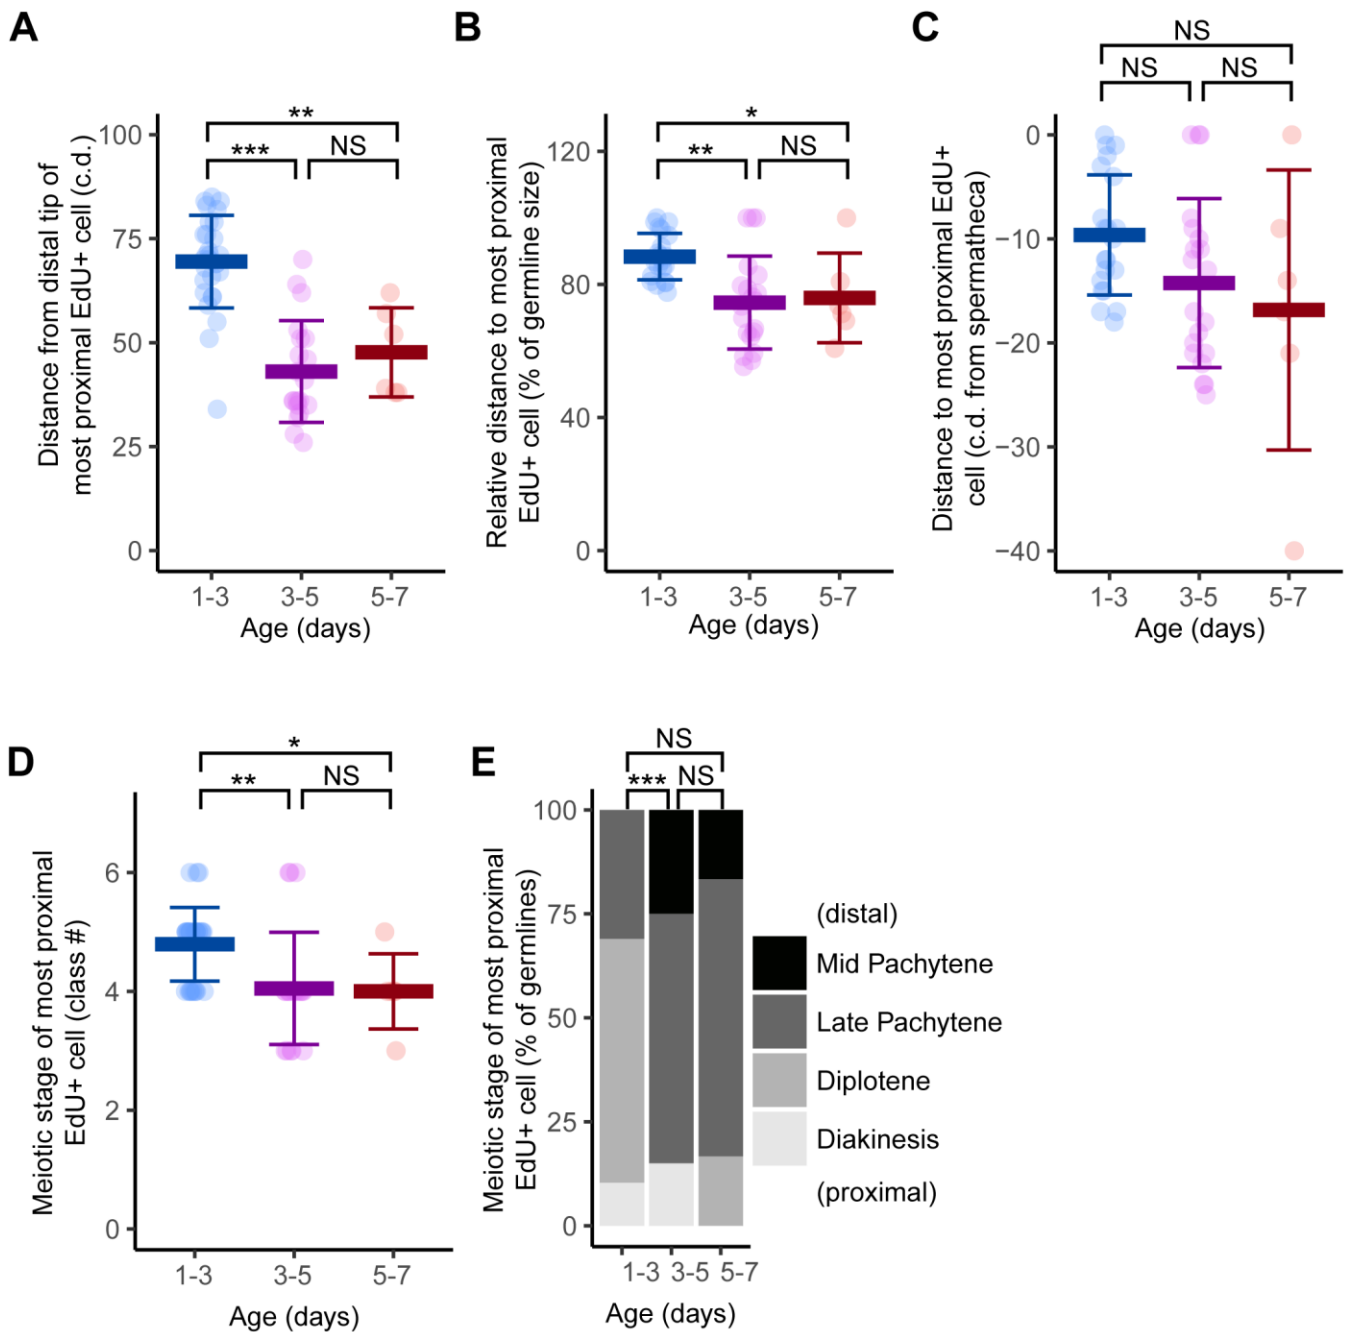 A
Distance from distal tip of
most proximal EdU+ cell (c.d.)
100
75
50
25
0
**
***
NS
1-3
3-5
5-7
Age (days)
B
Relative distance to most proximal
EdU+ cell (% of germline size)
120
80
40
0
*
**
NS
1-3
3-5
5-7
Age (days)
C
Distance to most proximal EdU+
cell (c.d. from spermatheca)
0
−10
−20
−30
−40
NS
NS
NS
1-3
3-5
5-7
Age (days)
D
Meiotic stage of most proximal
EdU+ cell (class #)
6
4
2
0
*
**
NS
1-3
3-5
5-7
Age (days)
E
Meiotic stage of most proximal
EdU+ cell (% of germlines)
100
75
50
25
0
NS
***
NS
1-3
3-5
5-7
Age (days)
(distal)
Mid Pachytene
Late Pachytene
Diplotene
Diakinesis
(proximal)